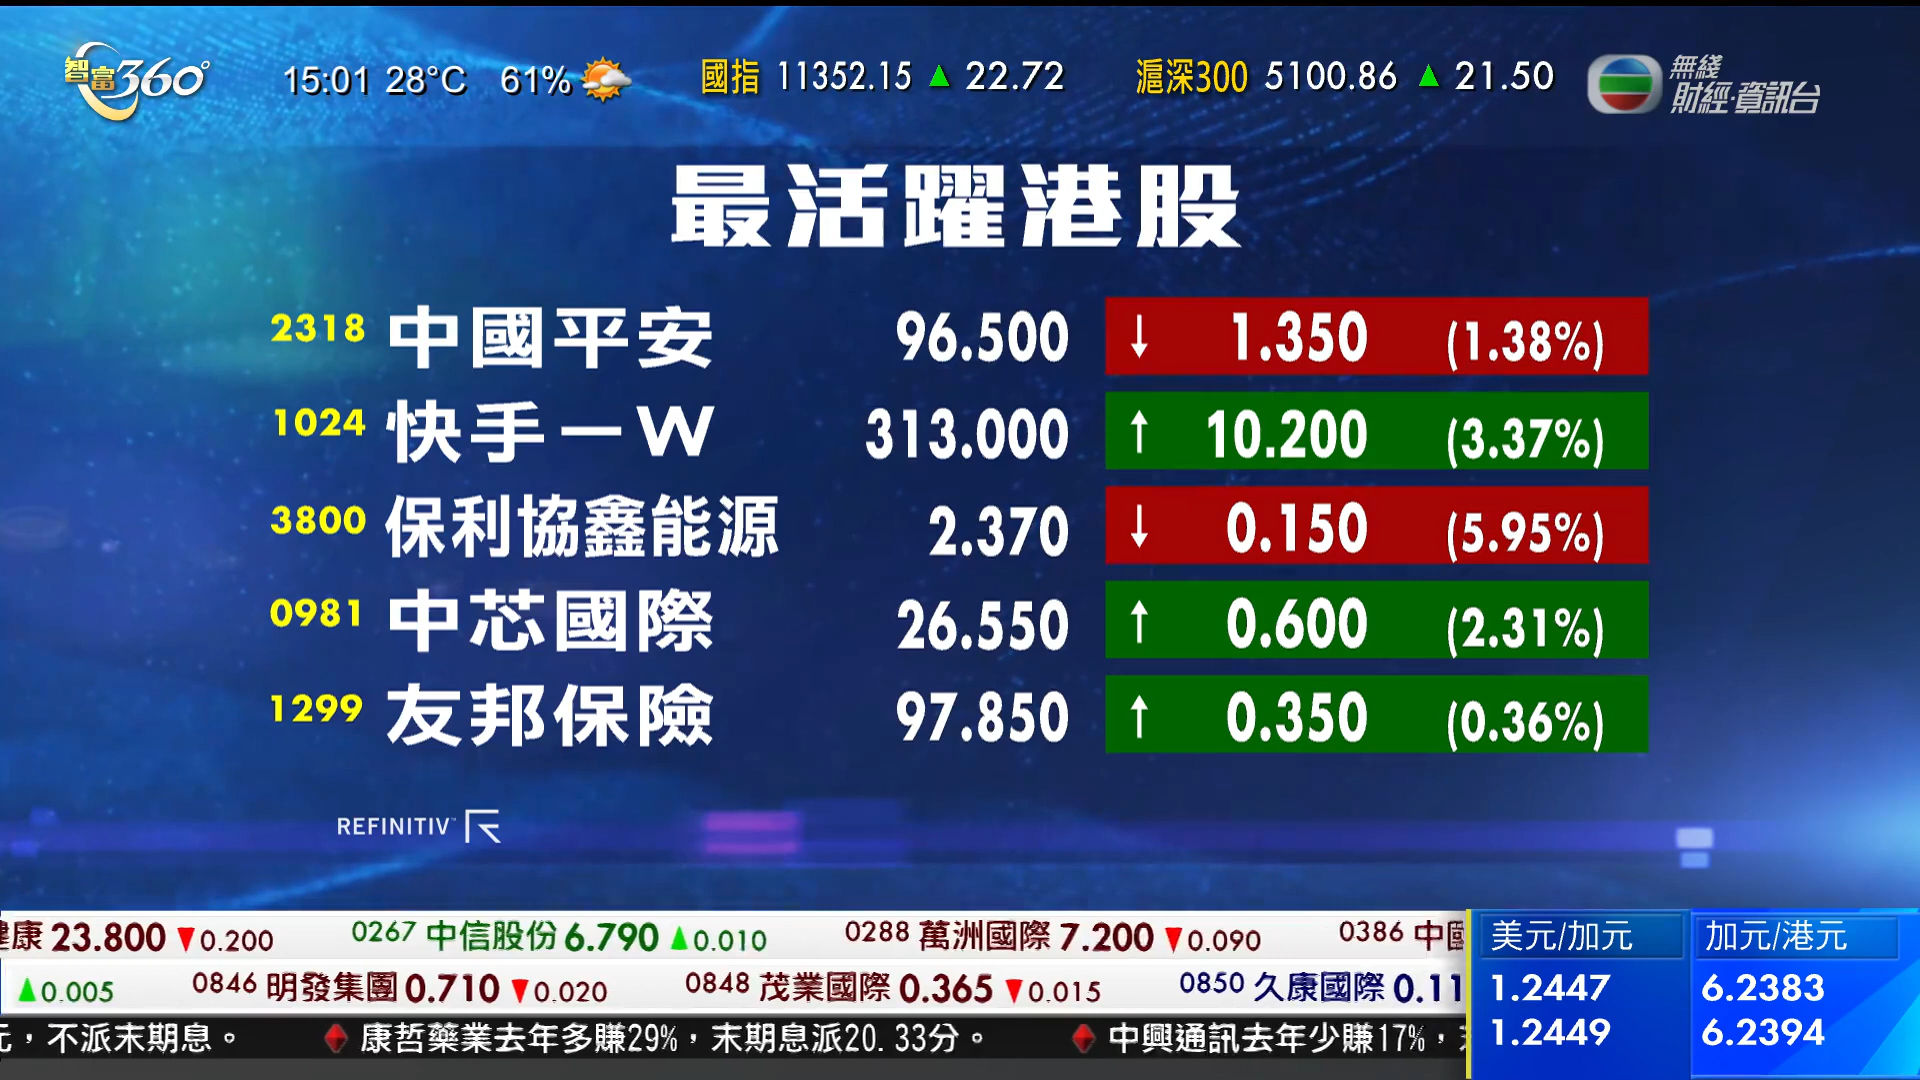 智富360°
15:01 28°C 61%
國指 11352.15 ▲ 22.72
滬深300 5100.86 ▲ 21.50
無綫
財經·資訊台
最活躍港股
2318 中國平安 96.500 ↓ 1.350 (1.38%)
1024 快手－W 313.000 ↑ 10.200 (3.37%)
3800 保利協鑫能源 2.370 ↓ 0.150 (5.95%)
0981 中芯國際 26.550 ↑ 0.600 (2.31%)
1299 友邦保險 97.850 ↑ 0.350 (0.36%)
REFINITIV™
康 23.800 ▼0.200 0267 中信股份 6.790 ▲0.010 0288 萬洲國際 7.200 ▼0.090 0386 中國
▲0.005 0846 明發集團 0.710 ▼0.020 0848 茂業國際 0.365 ▼0.015 0850 久康國際 0.11
元，不派末期息。 康哲藥業去年多賺29%，末期息派20.33分。 中興通訊去年少賺17%，
美元/加元
1.2447
1.2449
加元/港元
6.2383
6.2394